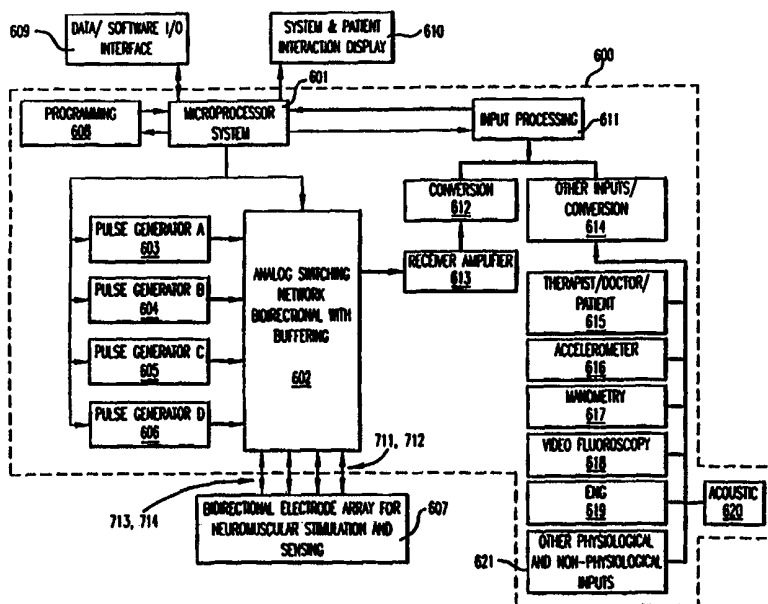 609
DATA/ SOFTWARE I/O
INTERFACE
SYSTEM & PATIENT
INTERACTION DISPLAY
610
600
601
PROGRAMMING
608
MICROPROCESSOR
SYSTEM
INPUT PROCESSING
611
CONVERSION
612
OTHER INPUTS/
CONVERSION
614
PULSE GENERATOR A
603
PULSE GENERATOR B
604
PULSE GENERATOR C
605
PULSE GENERATOR D
606
ANALOG SWITCHING
NETWORK
BIDIRECTIONAL WITH
BUFFERING
602
RECEIVER AMPLIFIER
613
THERAPIST/DOCTOR/
PATIENT
615
ACCELEROMETER
616
MANOMETRY
617
VIDEO FLUOROSCOPY
618
EMG
619
ACOUSTIC
620
OTHER PHYSIOLOGICAL
AND NON-PHYSIOLOGICAL
INPUTS
621
711, 712
713, 714
BIDIRECTIONAL ELECTRODE ARRAY FOR
NEUROMUSCULAR STIMULATION AND
SENSING
607